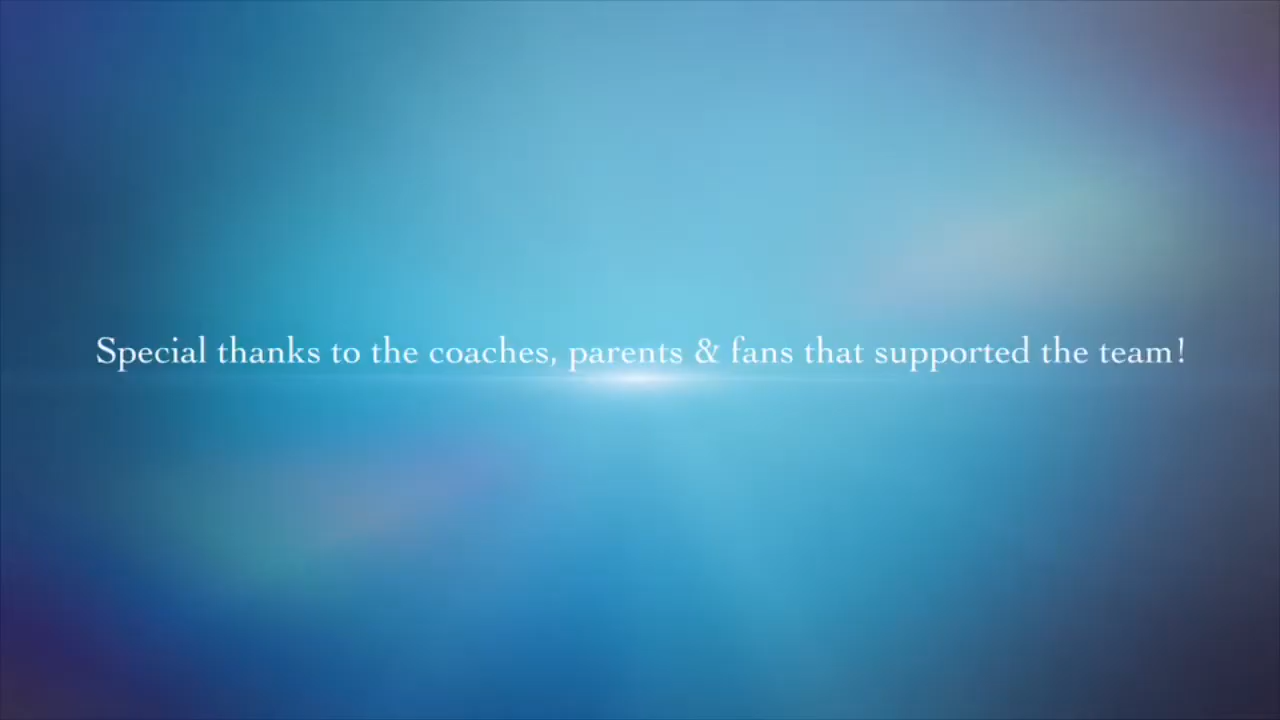 Special thanks to the coaches, parents & fans that supported the team!